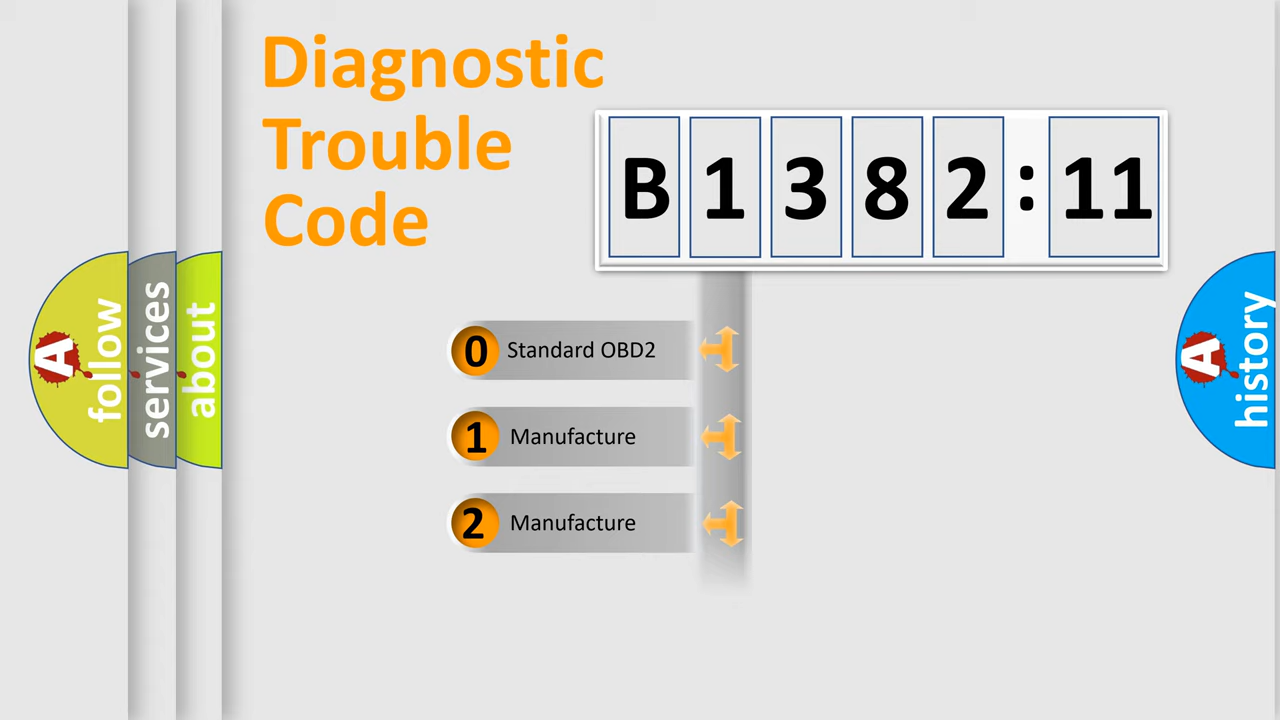 Diagnostic
Trouble
Code
B 1 3 8 2 : 11
0 Standard OBD2
1 Manufacture
2 Manufacture
A follow
services
about
A history